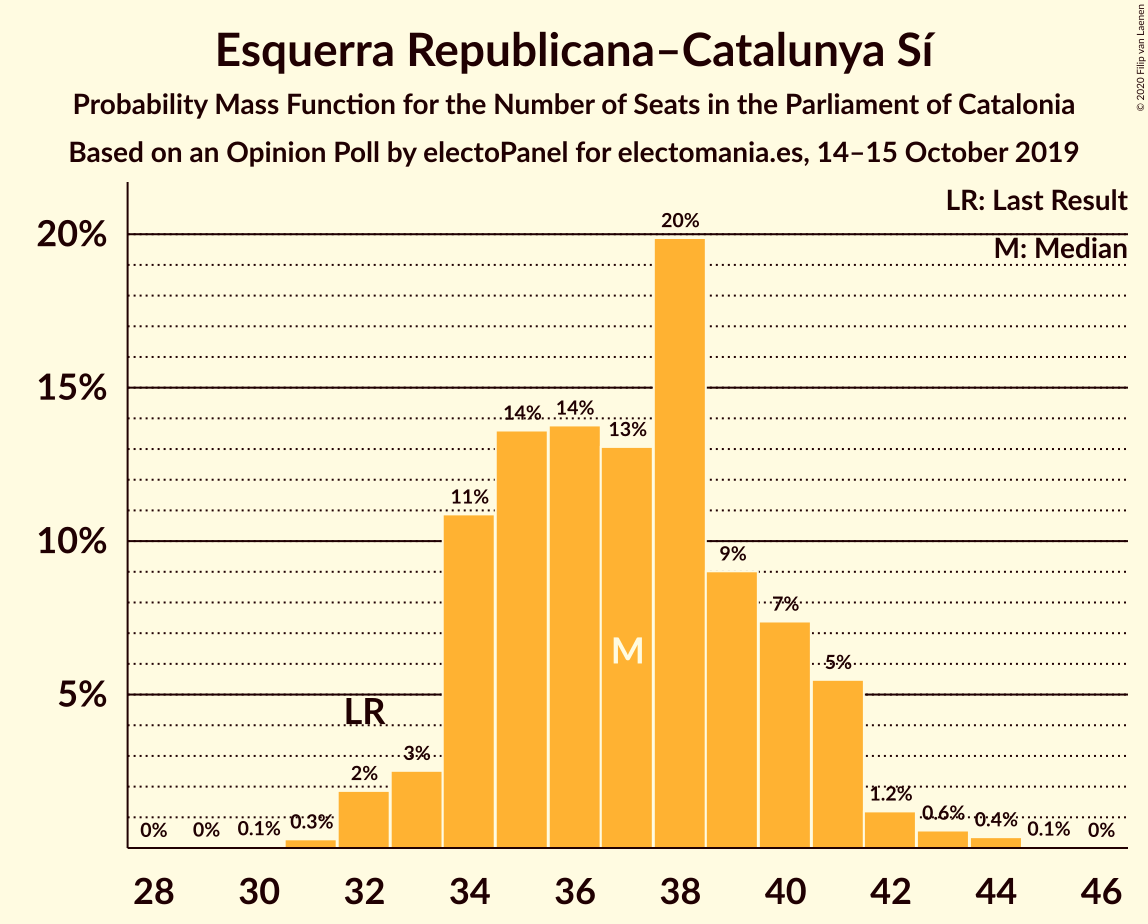 Esquerra Republicana–Catalunya Sí
Probability Mass Function for the Number of Seats in the Parliament of Catalonia
Based on an Opinion Poll by electoPanel for electomania.es, 14–15 October 2019
© 2020 Filip van Laenen
LR: Last Result
M: Median
20%
15%
10%
5%
0%
0%
0.1%
0.3%
2%
3%
11%
14%
14%
13%
20%
9%
7%
5%
1.2%
0.6%
0.4%
0.1%
0%
LR
M
28 30 32 34 36 38 40 42 44 46